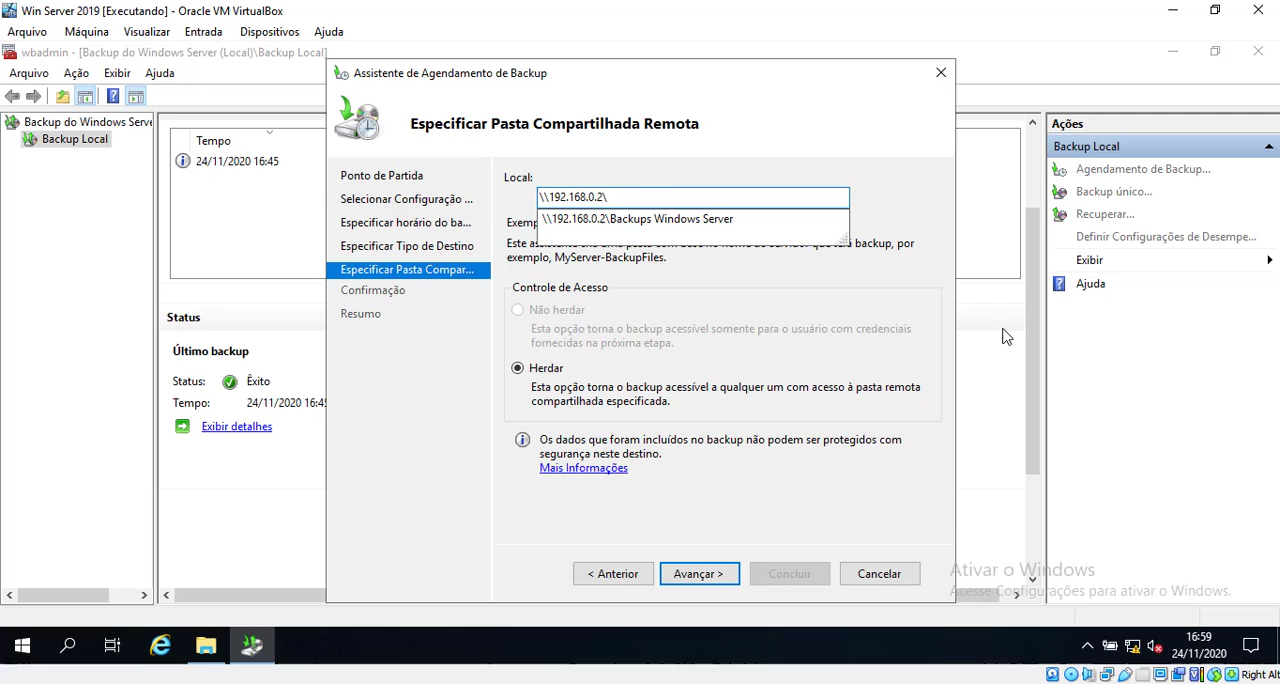 Win Server 2019 [Executando] - Oracle VM VirtualBox
Arquivo Máquina Visualizar Entrada Dispositivos Ajuda
wbadmin - [Backup do Windows Server (Local)\Backup Local]
Arquivo Ação Exibir Ajuda
Backup do Windows Serve
Backup Local
Tempo
24/11/2020 16:45
Status
Último backup
Status: Êxito
Tempo: 24/11/2020 16:45
Exibir detalhes
Assistente de Agendamento de Backup
Especificar Pasta Compartilhada Remota
Ponto de Partida
Selecionar Configuração ...
Especificar horário do ba...
Especificar Tipo de Destino
Especificar Pasta Compar...
Confirmação
Resumo
Local:
\\192.168.0.2\
\\192.168.0.2\Backups Windows Server
Exemp
por
exemplo, MyServer-BackupFiles.
Controle de Acesso
Não herdar
Esta opção torna o backup acessível somente para o usuário com credenciais
fornecidas na próxima etapa.
Herdar
Esta opção torna o backup acessível a qualquer um com acesso à pasta remota
compartilhada especificada.
Os dados que foram incluídos no backup não podem ser protegidos com
segurança neste destino.
Mais Informações
< Anterior
Avançar >
Concluir
Cancelar
Ações
Backup Local
Agendamento de Backup...
Backup único...
Recuperar...
Definir Configurações de Desempe...
Exibir
Ajuda
Ativar o Windows
Acesse Configurações para ativar o Windows.
16:59
24/11/2020
Right Alt